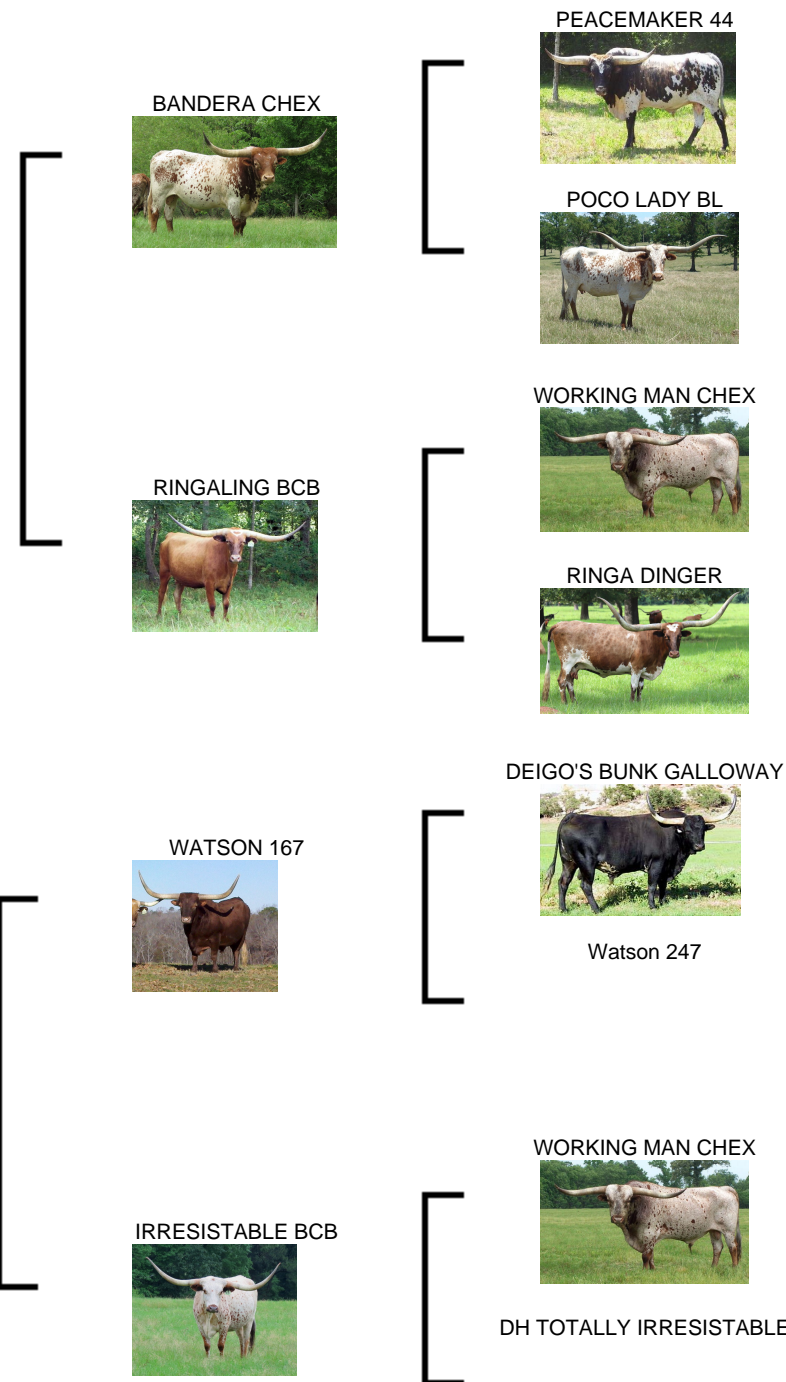 PEACEMAKER 44
BANDERA CHEX
POCO LADY BL
WORKING MAN CHEX
RINGALING BCB
RINGA DINGER
DEIGO'S BUNK GALLOWAY
WATSON 167
Watson 247
WORKING MAN CHEX
IRRESISTABLE BCB
DH TOTALLY IRRESISTABLE